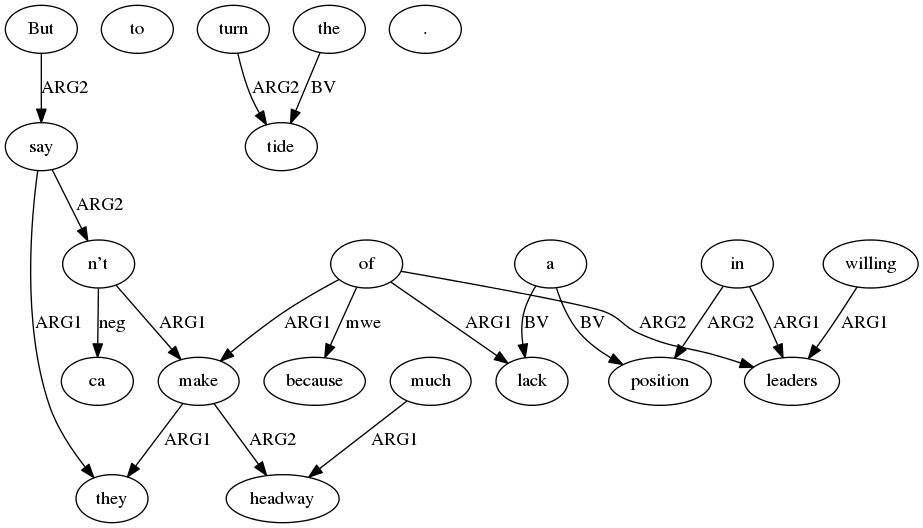 But to turn the .
ARG2 ARG2 BV
say tide
ARG2
n't of a in willing
ARG1 neg ARG1 ARG1 mwe ARG1 BV BV ARG2 ARG2 ARG1 ARG1
ca make because much lack position leaders
ARG1 ARG2 ARG1
they headway